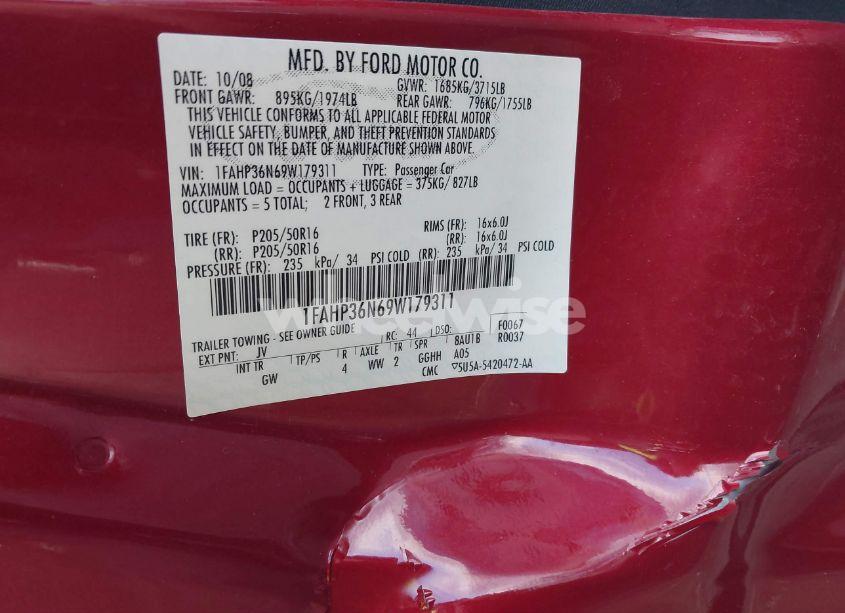 MFD. BY FORD MOTOR CO.
DATE: 10/08 GVWR: 1685KG/3715LB
FRONT GAWR: 895KG/1974LB REAR GAWR: 796KG/1755LB
THIS VEHICLE CONFORMS TO ALL APPLICABLE FEDERAL MOTOR
VEHICLE SAFETY, BUMPER, AND THEFT PREVENTION STANDARDS
IN EFFECT ON THE DATE OF MANUFACTURE SHOWN ABOVE.
VIN: 1FAHP36N69W179311 TYPE: Passenger Car
MAXIMUM LOAD = OCCUPANTS + LUGGAGE = 375KG/ 827LB
OCCUPANTS = 5 TOTAL; 2 FRONT, 3 REAR
TIRE (FR): P205/50R16 RIMS (FR): 16x6.0J
(RR): P205/50R16 (RR): 16x6.0J
PRESSURE (FR): 235 kPa/ 34 PSI COLD (RR): 235 kPa/ 34 PSI COLD
1FAHP36N69W179311
wheelwise
TRAILER TOWING - SEE OWNER GUIDE RC: 44 DSO: F0067
EXT PNT: JV TP/PS R AXLE TR SPR BAU1B R0037
INT TR 4 WW 2 GGHH A05
GW CMC ▽5U5A-5420472-AA